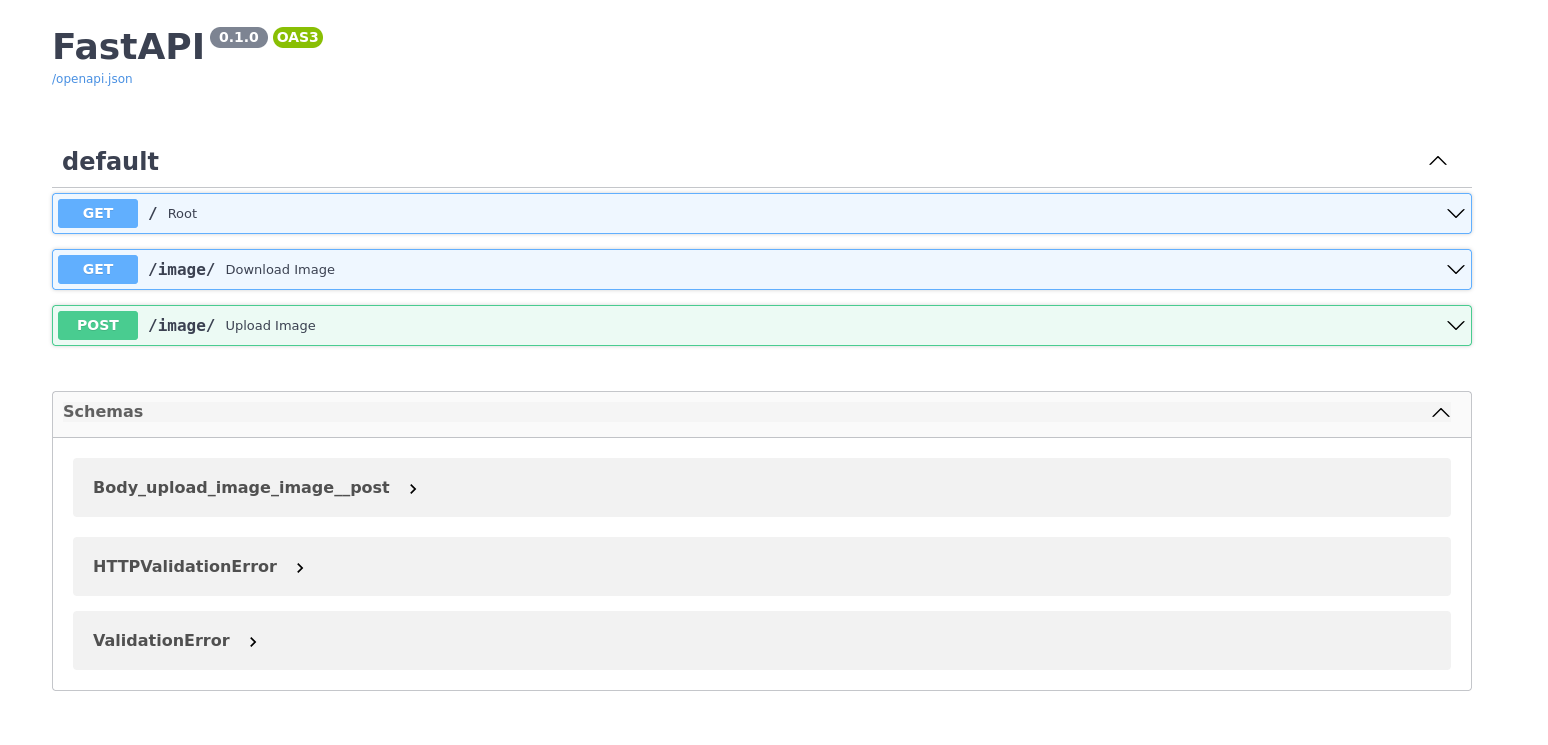 FastAPI 0.1.0 OAS3
/openapi.json
default
GET / Root
GET /image/ Download Image
POST /image/ Upload Image
Schemas
Body_upload_image_image__post
HTTPValidationError
ValidationError